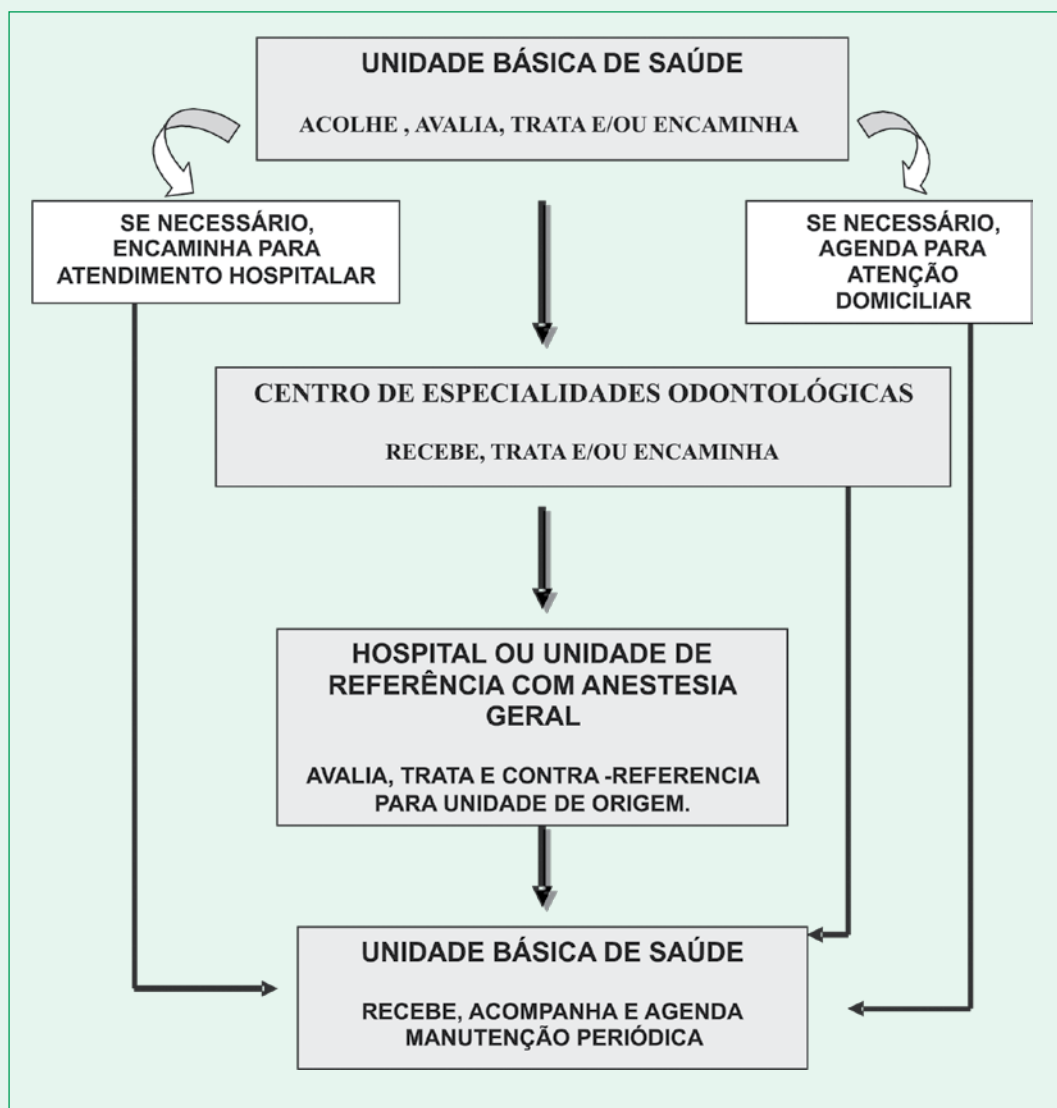 UNIDADE BÁSICA DE SAÚDE
ACOLHE , AVALIA, TRATA E/OU ENCAMINHA
SE NECESSÁRIO,
ENCAMINHA PARA
ATENDIMENTO HOSPITALAR
SE NECESSÁRIO,
AGENDA PARA
ATENÇÃO
DOMICILIAR
CENTRO DE ESPECIALIDADES ODONTOLÓGICAS
RECEBE, TRATA E/OU ENCAMINHA
HOSPITAL OU UNIDADE DE
REFERÊNCIA COM ANESTESIA
GERAL
AVALIA, TRATA E CONTRA -REFERENCIA
PARA UNIDADE DE ORIGEM.
UNIDADE BÁSICA DE SAÚDE
RECEBE, ACOMPANHA E AGENDA
MANUTENÇÃO PERIÓDICA